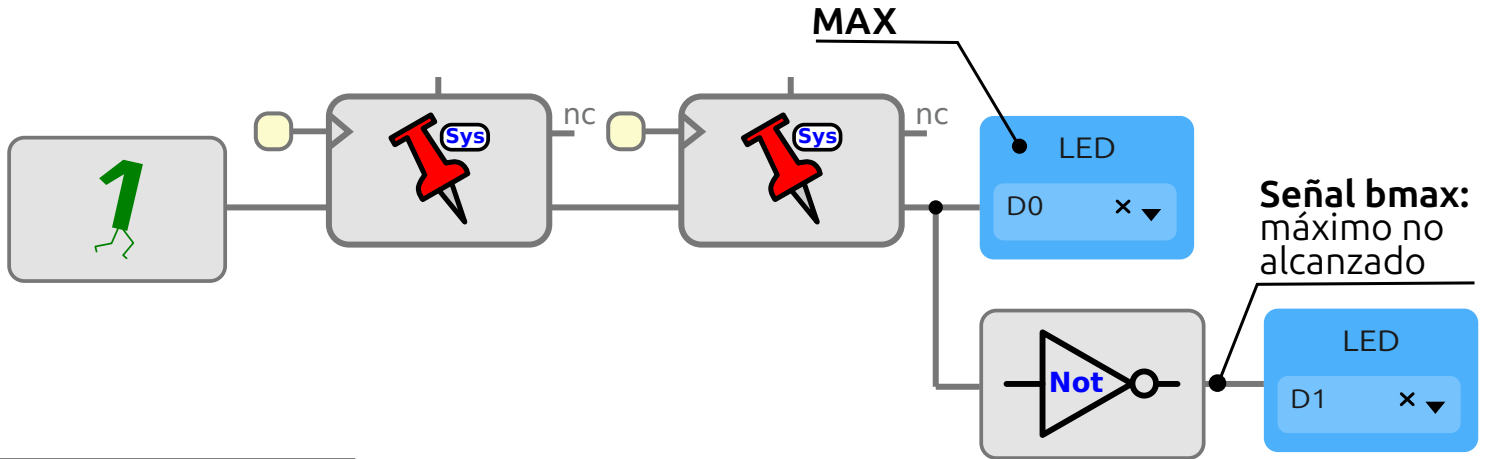 MAX
nc
nc
Sys
Sys
LED
1
D0
Señal bmax:
máximo no
alcanzado
LED
Not
D1